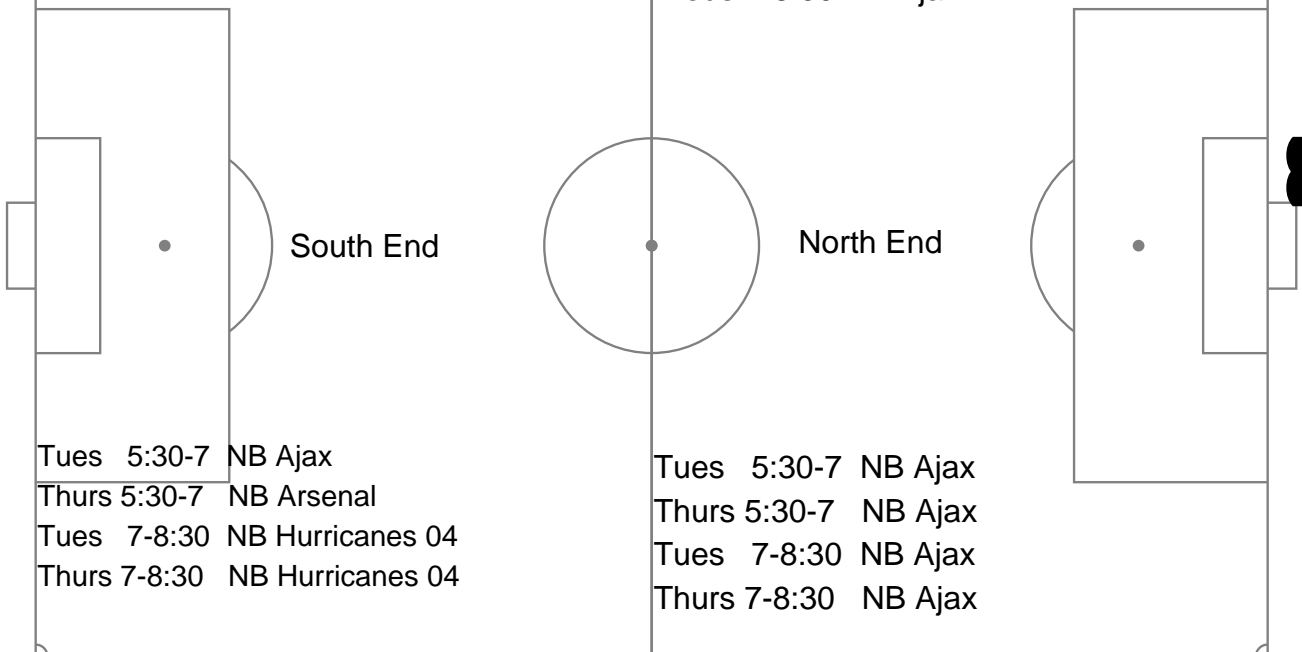 South End
North End
Tues 5:30-7 NB Ajax
Thurs 5:30-7 NB Arsenal
Tues 7-8:30 NB Hurricanes 04
Thurs 7-8:30 NB Hurricanes 04
Tues 5:30-7 NB Ajax
Thurs 5:30-7 NB Ajax
Tues 7-8:30 NB Ajax
Thurs 7-8:30 NB Ajax